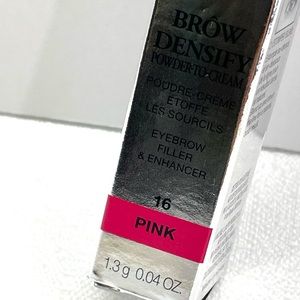 BROW
DENSIFY
POWDER-TO-CREAM
POUDRE-CRÈME
ÉTOFFE
LES SOURCILS
EYEBROW
FILLER
& ENHANCER
16
PINK
1.3 g 0.04 OZ.